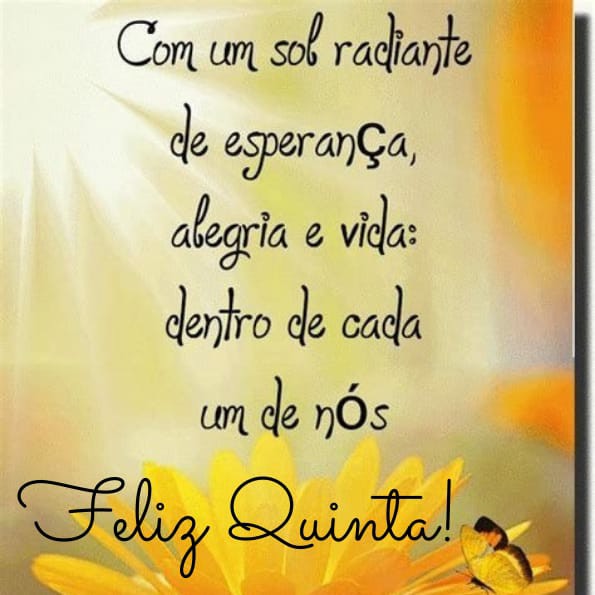 Com um sol radiante
de esperança,
alegria e vida:
dentro de cada
um de nós
Feliz Quinta!